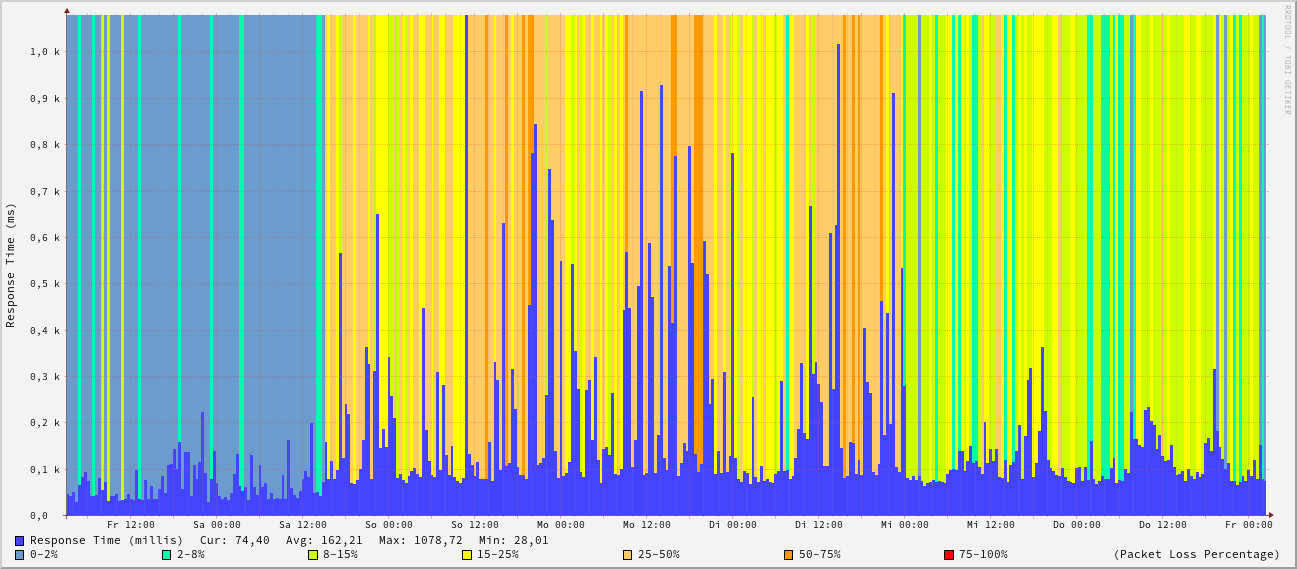 RRDTOOL / TOBI OETIKER
Response Time (ms)
1,0 k
0,9 k
0,8 k
0,7 k
0,6 k
0,5 k
0,4 k
0,3 k
0,2 k
0,1 k
0,0
Fr 12:00 Sa 00:00 Sa 12:00 So 00:00 So 12:00 Mo 00:00 Mo 12:00 Di 00:00 Di 12:00 Mi 00:00 Mi 12:00 Do 00:00 Do 12:00 Fr 00:00
Response Time (millis) Cur: 74,40 Avg: 162,21 Max: 1078,72 Min: 28,01
0-2% 2-8% 8-15% 15-25% 25-50% 50-75% 75-100% (Packet Loss Percentage)